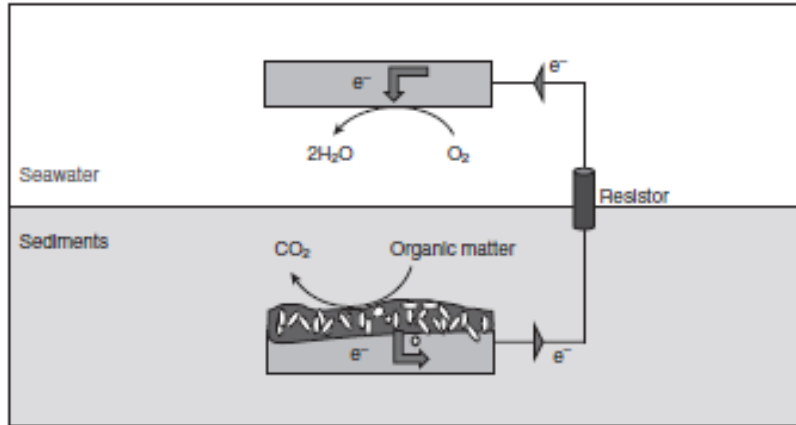 e⁻
e⁻
2H₂O
O₂
Seawater
Resistor
Sediments
CO₂
Organic matter
e⁻
e⁻